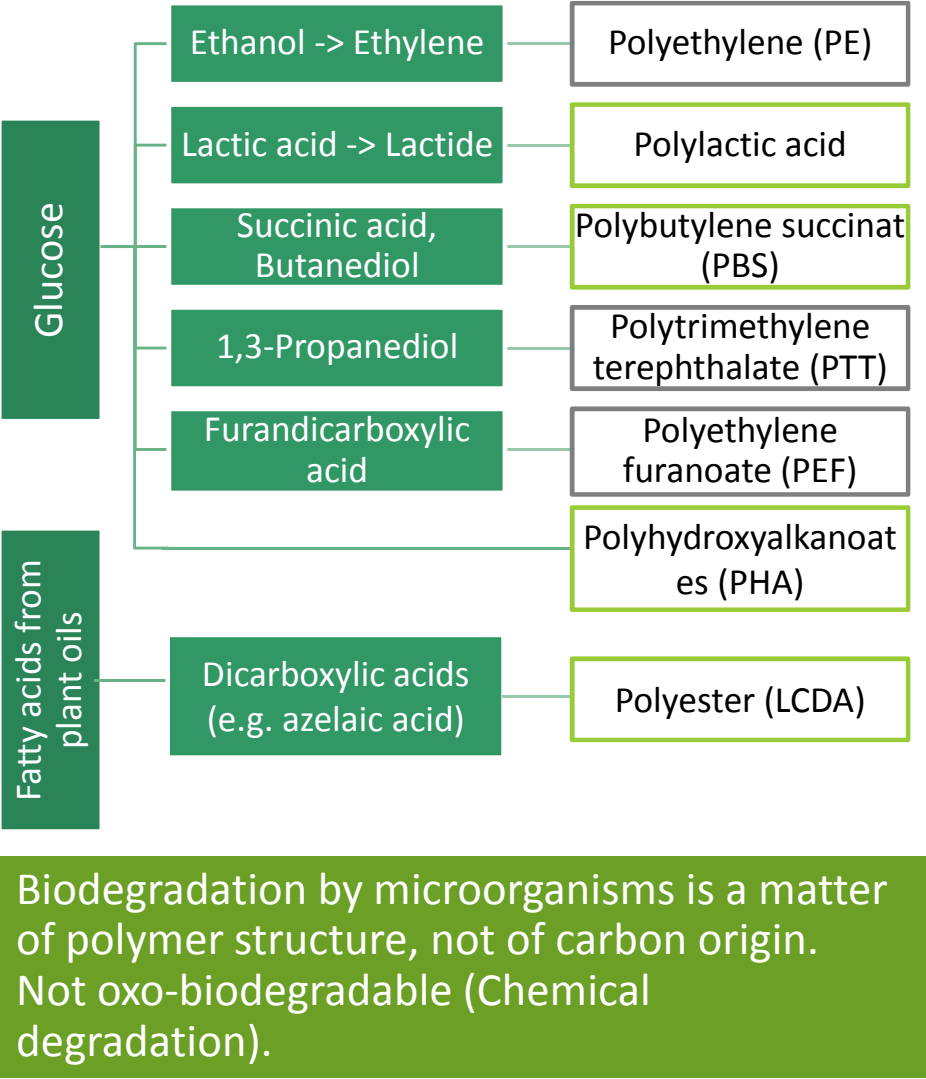 Glucose
Ethanol -> Ethylene
Polyethylene (PE)
Lactic acid -> Lactide
Polylactic acid
Succinic acid,
Butanediol
Polybutylene succinat
(PBS)
1,3-Propanediol
Polytrimethylene
terephthalate (PTT)
Furandicarboxylic
acid
Polyethylene
furanoate (PEF)
Polyhydroxyalkanoat
es (PHA)
Fatty acids from
plant oils
Dicarboxylic acids
(e.g. azelaic acid)
Polyester (LCDA)
Biodegradation by microorganisms is a matter
of polymer structure, not of carbon origin.
Not oxo-biodegradable (Chemical
degradation).